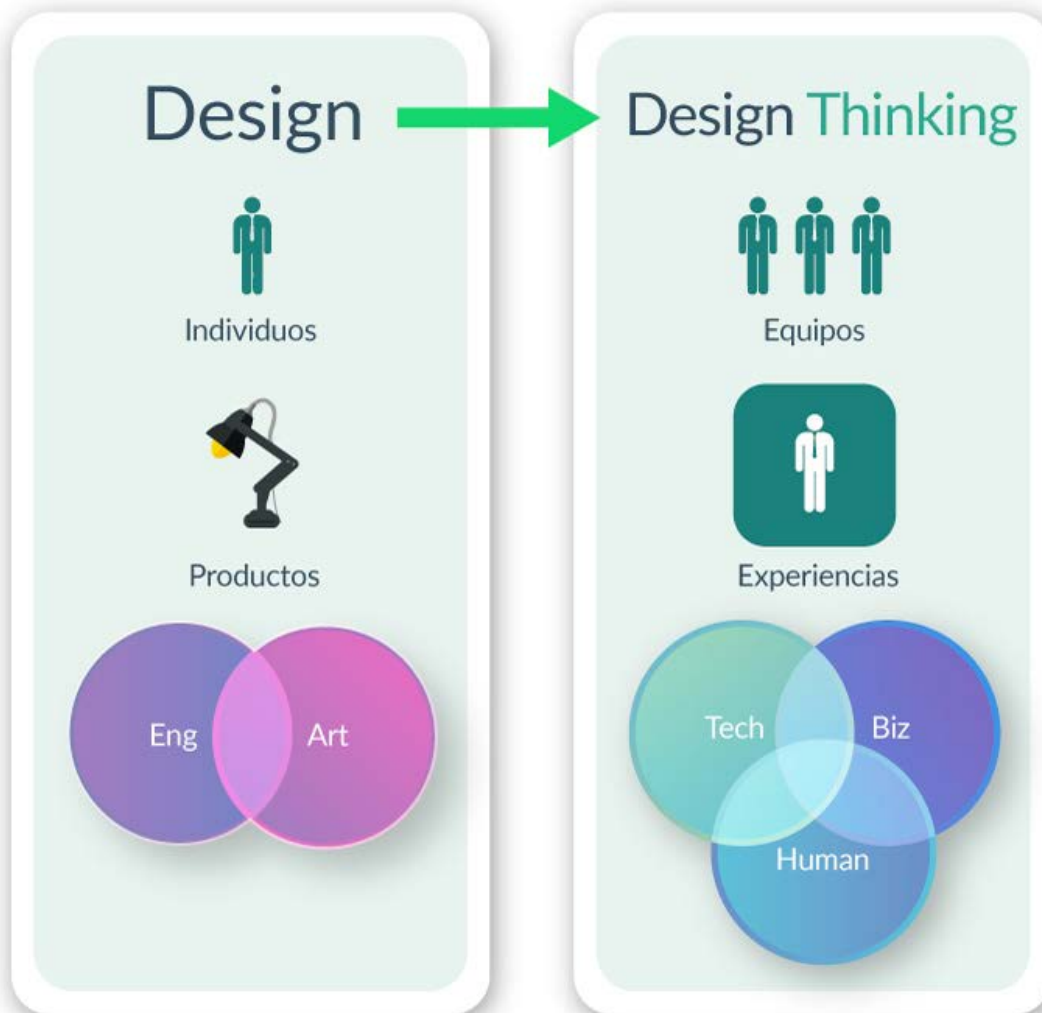 Design
Individuos
Productos
Eng
Art
Design Thinking
Equipos
Experiencias
Tech
Biz
Human